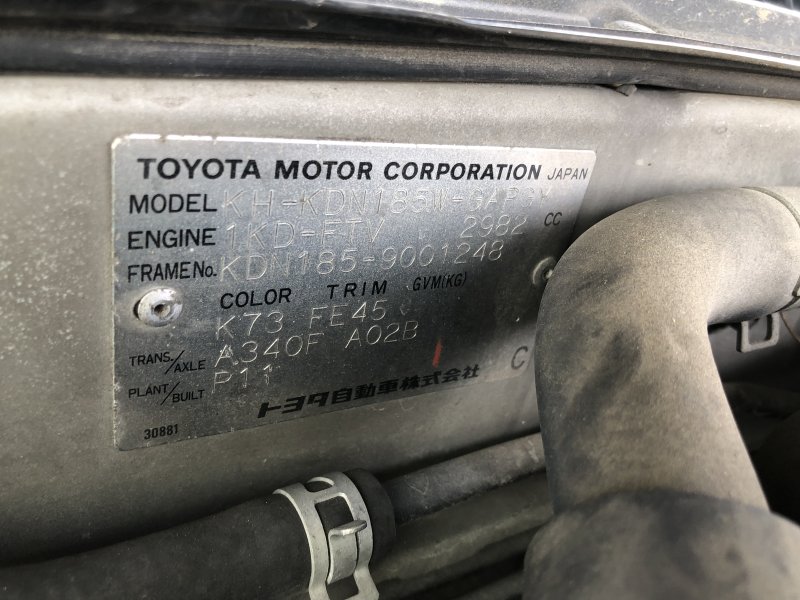 TOYOTA MOTOR CORPORATION JAPAN
MODEL KH-KDN185W-GAPGY
ENGINE 1KD-FTV 2982 CC
FRAME No. KDN185-9001248
COLOR TRIM GVM(KG)
K73 FE45
TRANS/AXLE A340F A02B
PLANT/BUILT P11
C
トヨタ自動車株式会社
30881